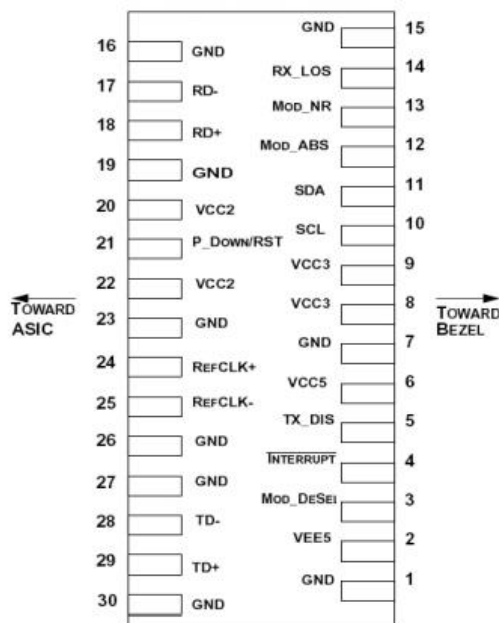 GND 15
16 GND
RX_LOS 14
17 RD-
MOD_NR 13
18 RD+
MOD_ABS 12
19 GND
SDA 11
20 VCC2
SCL 10
21 P_DOWN/RST
VCC3 9
22 VCC2
VCC3 8
TOWARD
ASIC
TOWARD
BEZEL
23 GND
GND 7
24 REFCLK+
VCC5 6
25 REFCLK-
TX_DIS 5
26 GND
INTERRUPT 4
27 GND
MOD_DESEL 3
28 TD-
VEE5 2
29 TD+
GND 1
30 GND